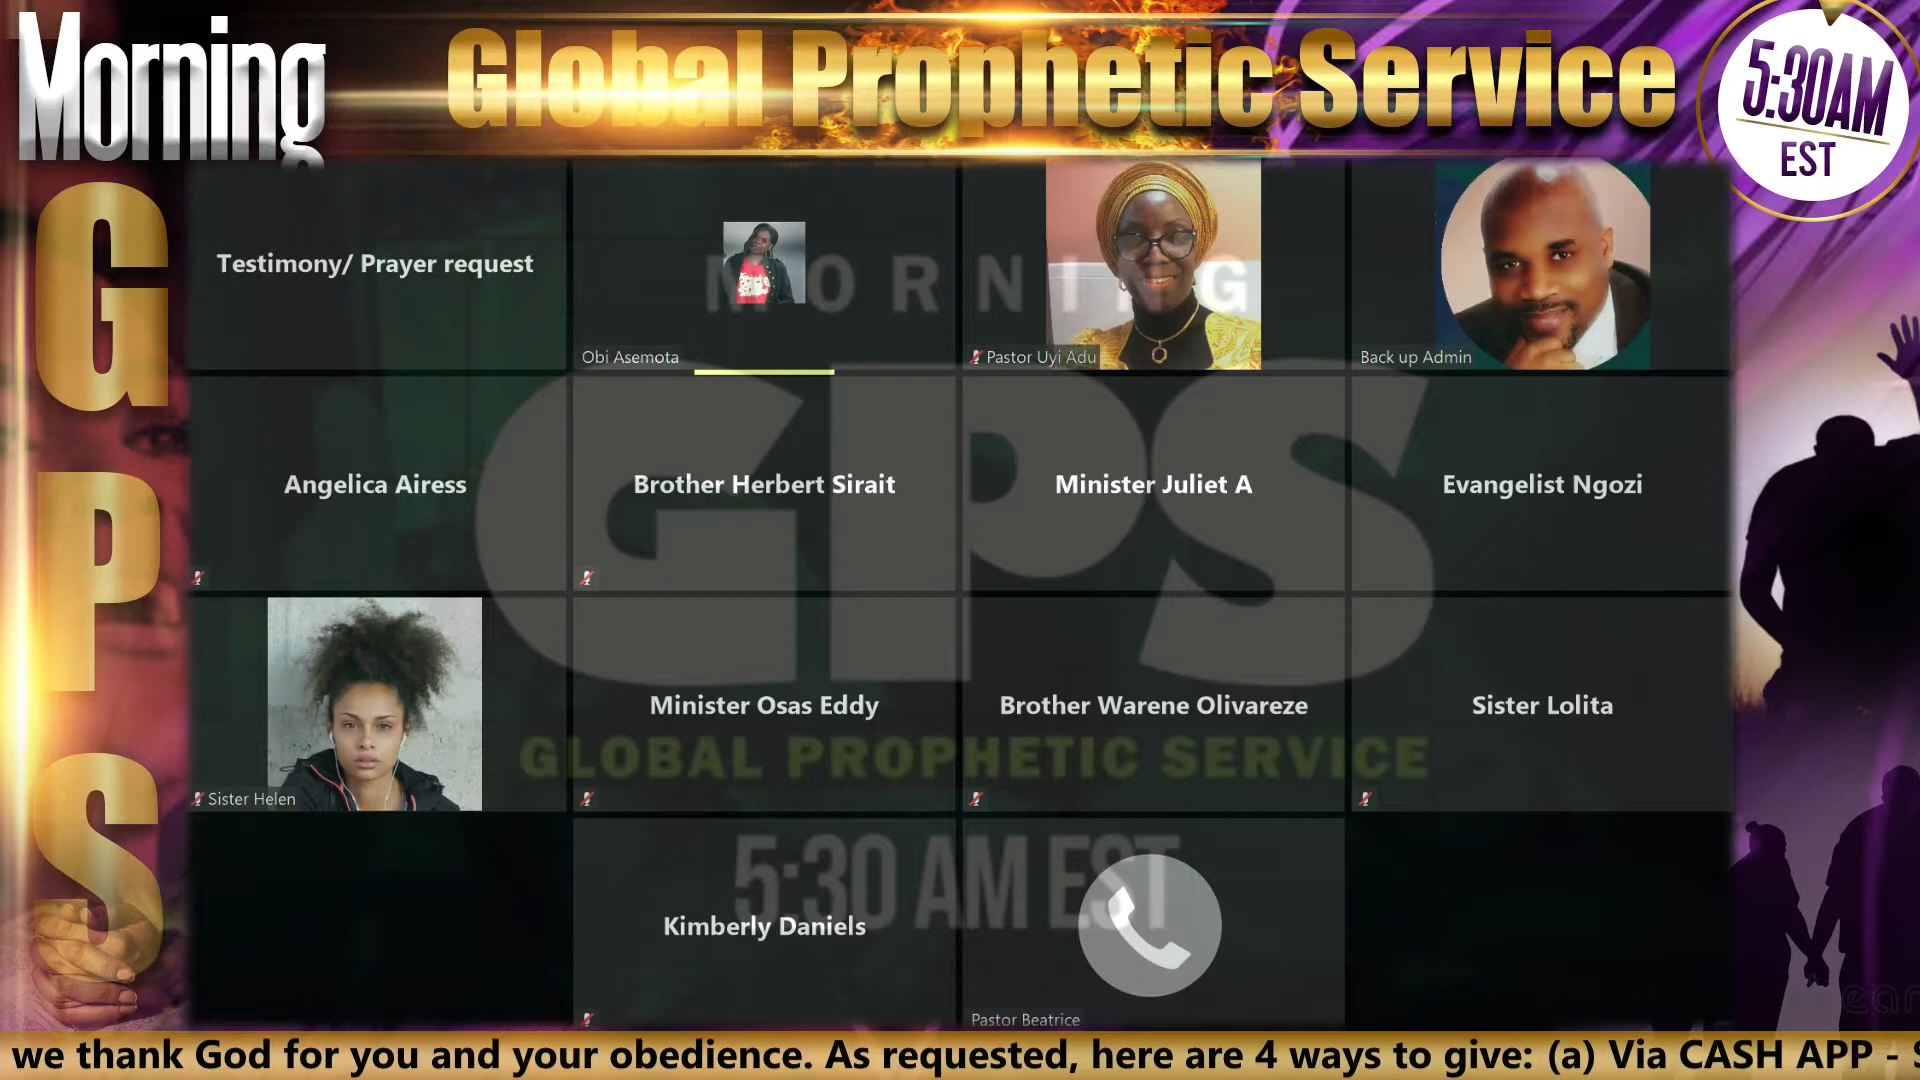 Morning
Global Prophetic Service
5:30AM
EST
GPS
Testimony/ Prayer request
Obi Asemota
Pastor Uyi Adu
Back up Admin
MORNING
Angelica Airess
Brother Herbert Sirait
Minister Juliet A
Evangelist Ngozi
GPS
Sister Helen
Minister Osas Eddy
Brother Warene Olivareze
Sister Lolita
GLOBAL PROPHETIC SERVICE
5:30 AM EST
Kimberly Daniels
Pastor Beatrice
we thank God for you and your obedience. As requested, here are 4 ways to give: (a) Via CASH APP -